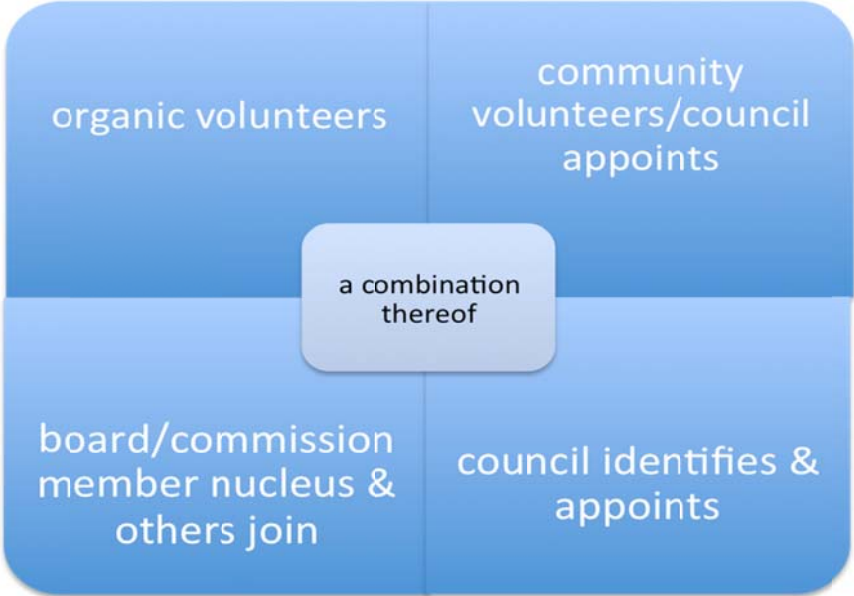 organic volunteers
community
volunteers/council
appoints
a combination
thereof
board/commission
member nucleus &
others join
council identifies &
appoints